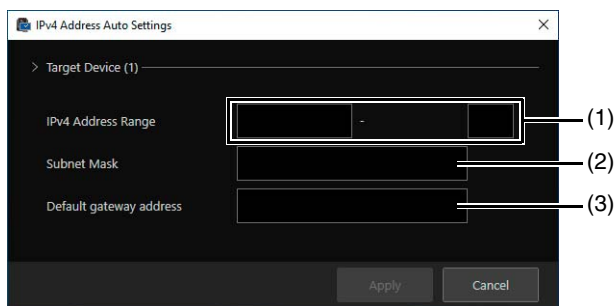 IPv4 Address Auto Settings
> Target Device (1)
IPv4 Address Range - (1)
Subnet Mask (2)
Default gateway address (3)
Apply Cancel